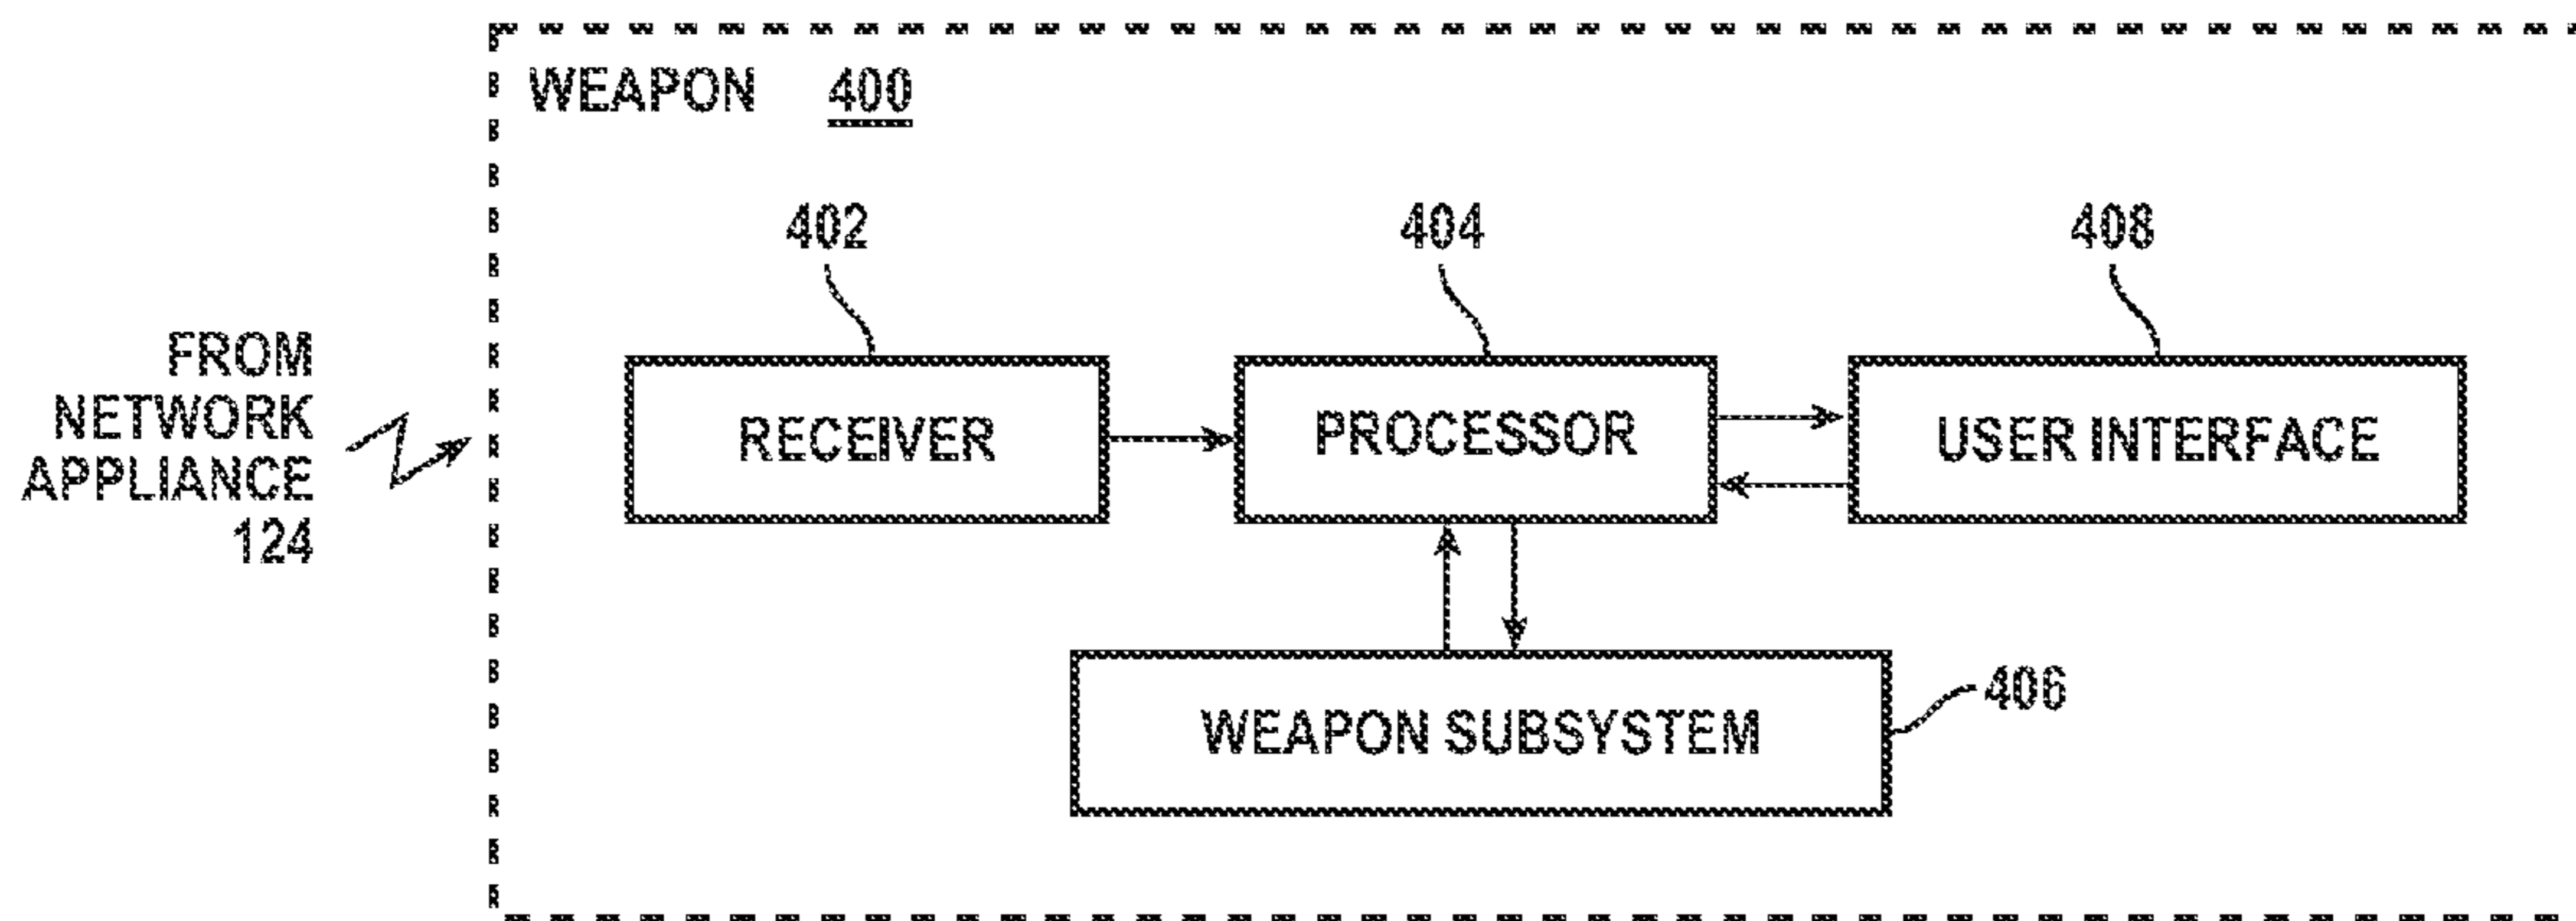 WEAPON 400
402
404
408
FROM
NETWORK
APPLIANCE
124
RECEIVER
PROCESSOR
USER INTERFACE
WEAPON SUBSYSTEM
406